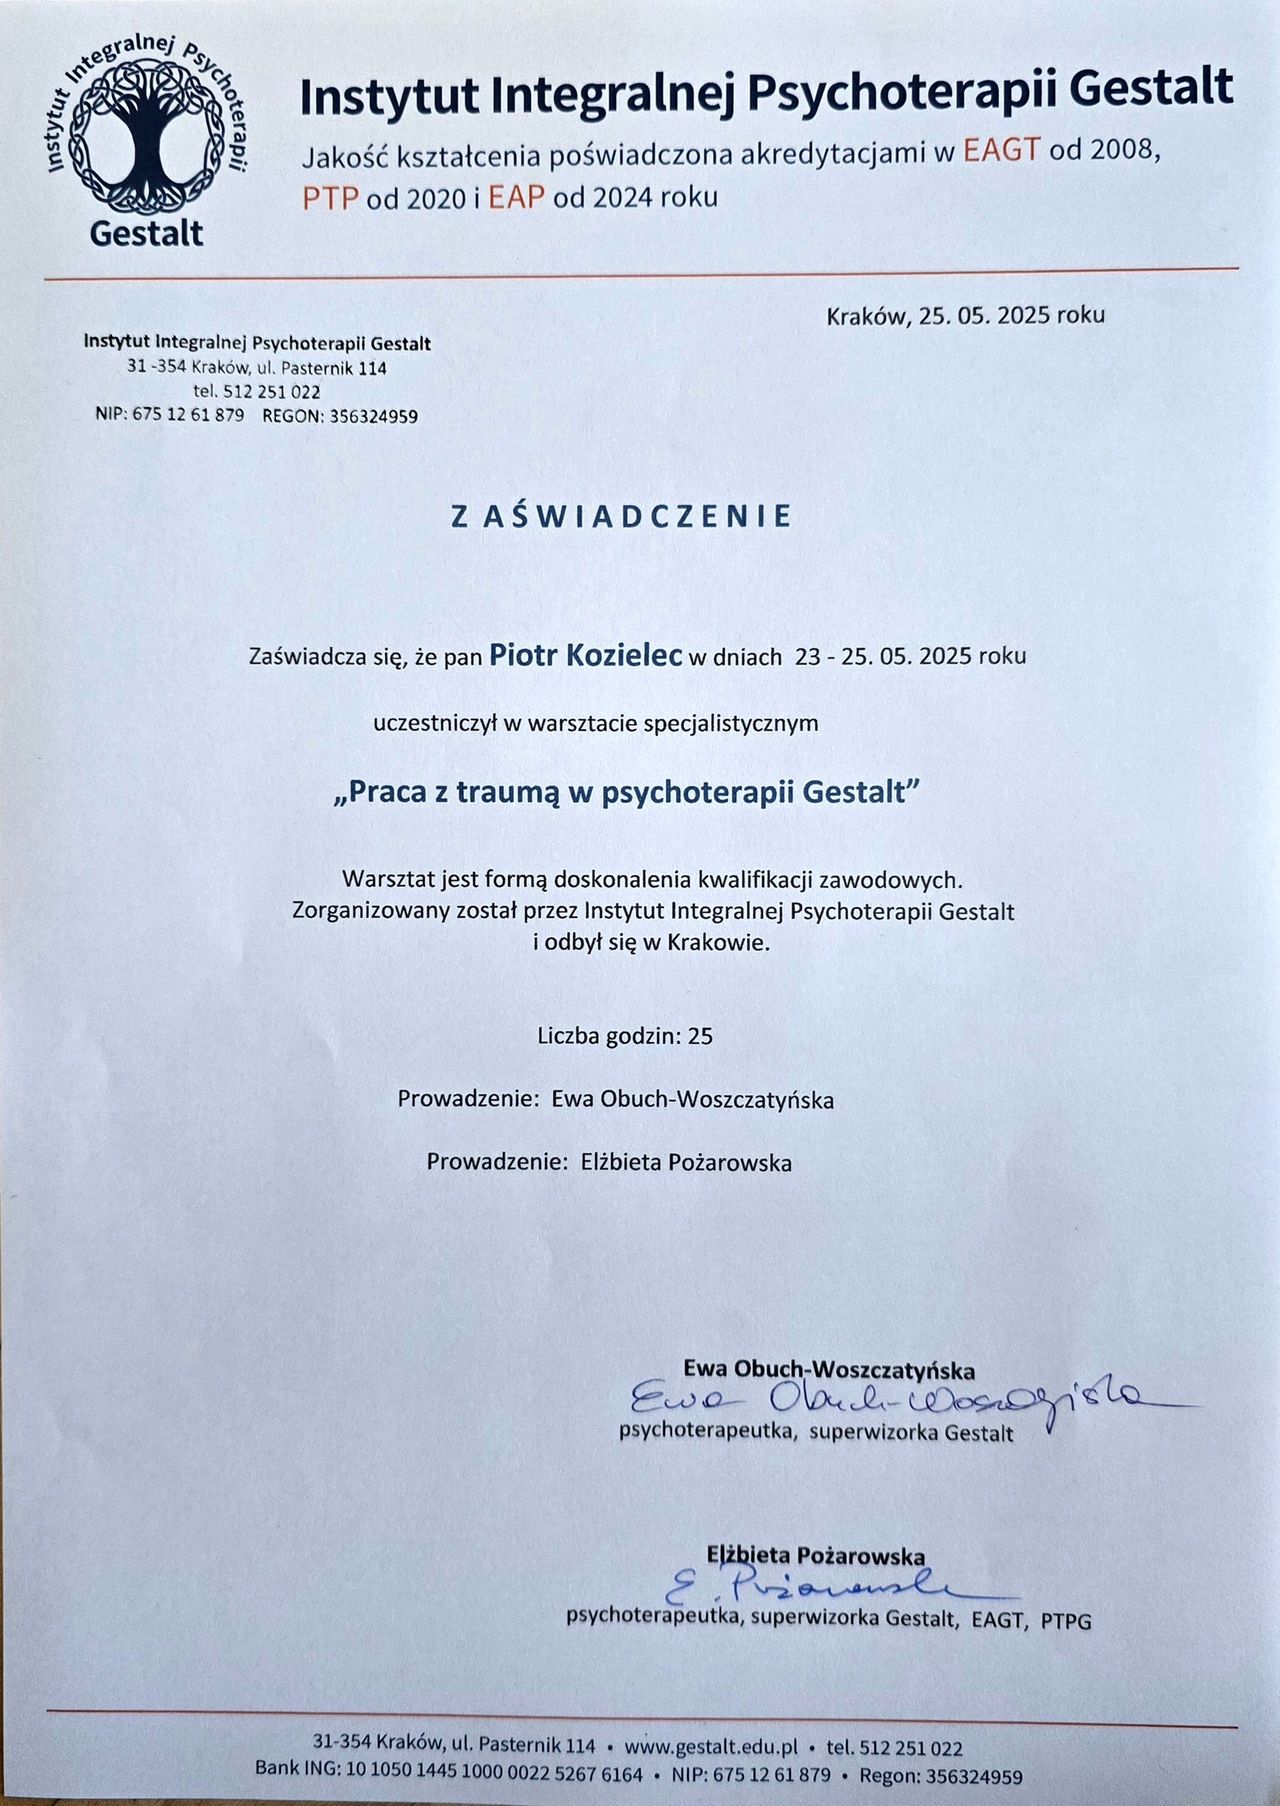 Instytut Integralnej Psychoterapii
Gestalt
Instytut Integralnej Psychoterapii Gestalt
Jakość kształcenia poświadczona akredytacjami w EAGT od 2008,
PTP od 2020 i EAP od 2024 roku
Kraków, 25. 05. 2025 roku
Instytut Integralnej Psychoterapii Gestalt
31 -354 Kraków, ul. Pasternik 114
tel. 512 251 022
NIP: 675 12 61 879 REGON: 356324959
Z A Ś W I A D C Z E N I E
Zaświadcza się, że pan Piotr Kozielec w dniach 23 - 25. 05. 2025 roku
uczestniczył w warsztacie specjalistycznym
„Praca z traumą w psychoterapii Gestalt”
Warsztat jest formą doskonalenia kwalifikacji zawodowych.
Zorganizowany został przez Instytut Integralnej Psychoterapii Gestalt
i odbył się w Krakowie.
Liczba godzin: 25
Prowadzenie: Ewa Obuch-Woszczatyńska
Prowadzenie: Elżbieta Pożarowska
Ewa Obuch-Woszczatyńska
Ewa Obuch-
psychoterapeutka, superwizorka Gestalt
Elżbieta Pożarowska
E. Pożarowska
psychoterapeutka, superwizorka Gestalt, EAGT, PTPG
31-354 Kraków, ul. Pasternik 114 • www.gestalt.edu.pl • tel. 512 251 022
Bank ING: 10 1050 1445 1000 0022 5267 6164 • NIP: 675 12 61 879 • Regon: 356324959